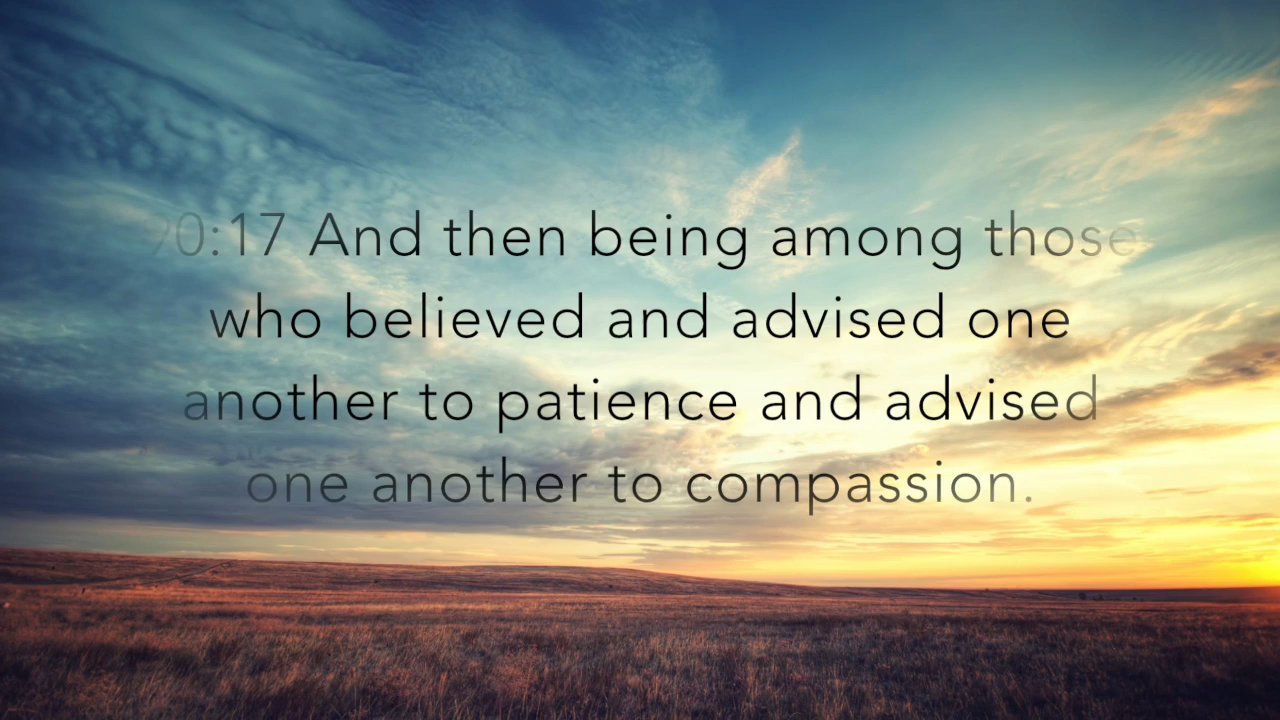 90:17 And then being among those
who believed and advised one
another to patience and advised
one another to compassion.